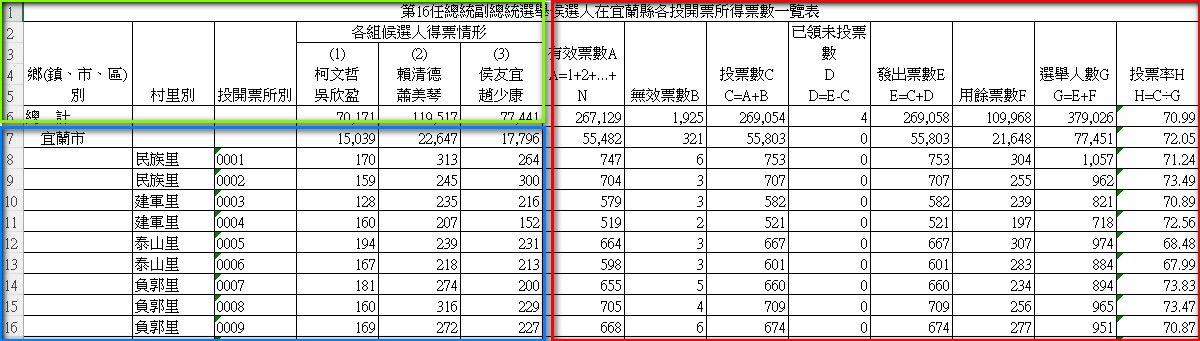 1 第16任總統副總統選舉候選人在宜蘭縣各投開票所得票數一覽表
2 鄉(鎮、市、區)別 村里別 投開票所別 各組候選人得票情形 有效票數A A=1+2+...+N 無效票數B 投票數C C=A+B 已領未投票數 D D=E-C 發出票數E E=C+D 用餘票數F 選舉人數G G=E+F 投票率H H=C÷G
3 (1) (2) (3)
4 柯文哲 賴清德 侯友宜
5 吳欣盈 蕭美琴 趙少康
6 總 計 70,171 119,517 77,441 267,129 1,925 269,054 4 269,058 109,968 379,026 70.99
7 宜蘭市 15,039 22,647 17,796 55,482 321 55,803 0 55,803 21,648 77,451 72.05
8 民族里 0001 170 313 264 747 6 753 0 753 304 1,057 71.24
9 民族里 0002 159 245 300 704 3 707 0 707 255 962 73.49
10 建軍里 0003 128 235 216 579 3 582 0 582 239 821 70.89
11 建軍里 0004 160 207 152 519 2 521 0 521 197 718 72.56
12 泰山里 0005 194 239 231 664 3 667 0 667 307 974 68.48
13 泰山里 0006 167 218 213 598 3 601 0 601 283 884 67.99
14 負郭里 0007 181 274 200 655 5 660 0 660 234 894 73.83
15 負郭里 0008 160 316 229 705 4 709 0 709 256 965 73.47
16 負郭里 0009 169 272 227 668 6 674 0 674 277 951 70.87